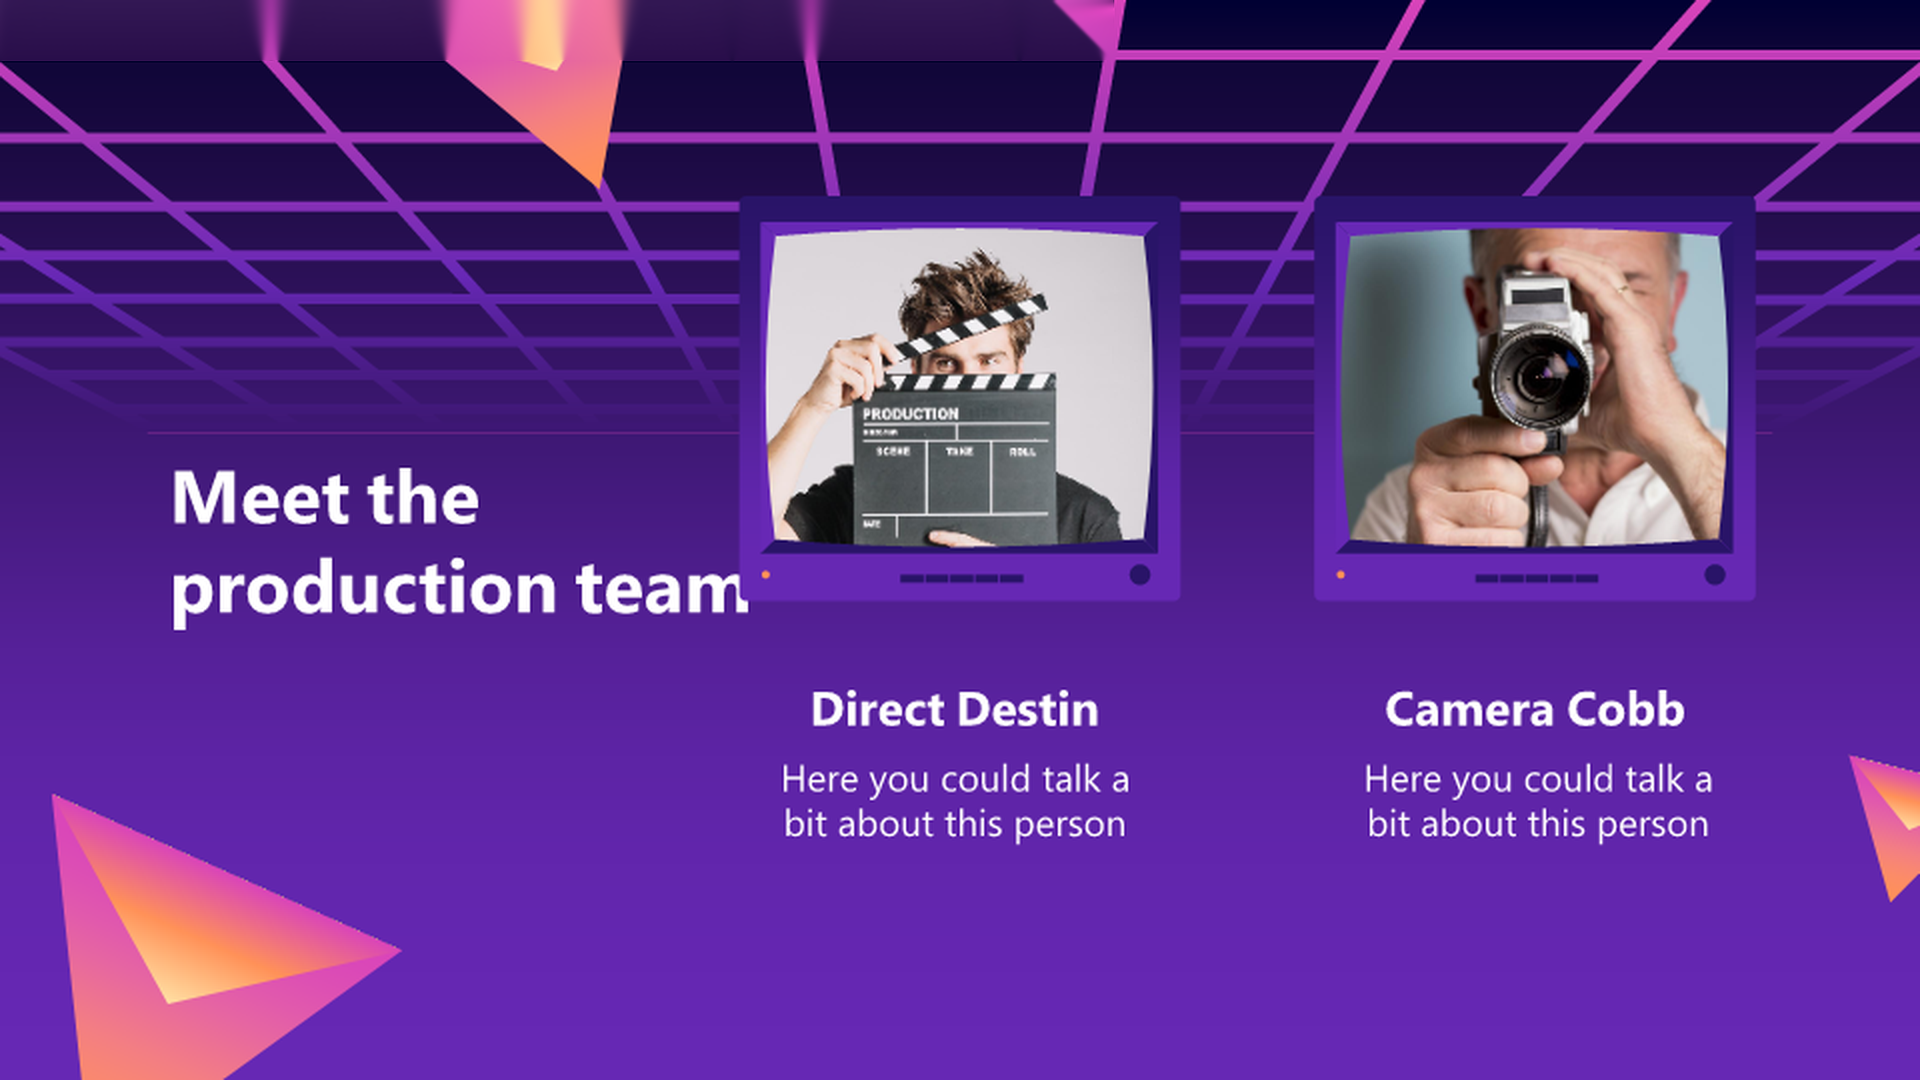 Meet the
production team
PRODUCTION
SCENE TAKE ROLL
DATE
Direct Destin
Here you could talk a
bit about this person
Camera Cobb
Here you could talk a
bit about this person